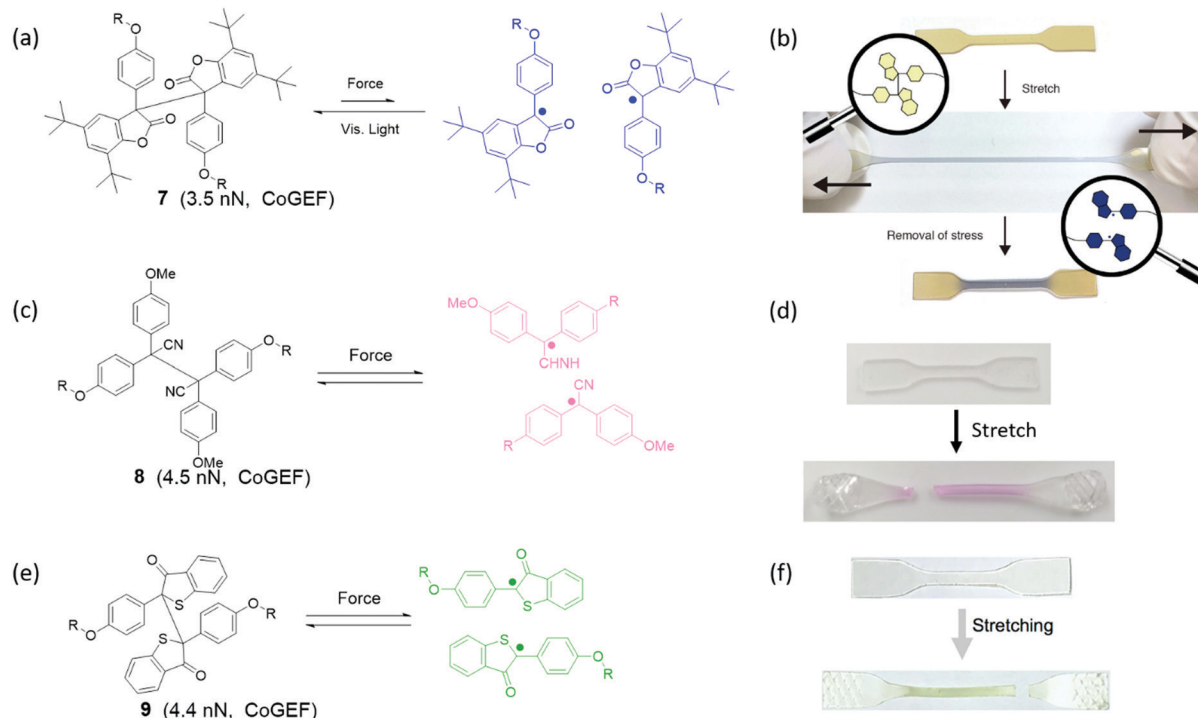 (a)
R
O
O
O
O
O
O
R
7 (3.5 nN, CoGEF)
Force
Vis. Light
R
O
O
O
O
O
O
R
(b)
Stretch
Removal of stress
(c)
OMe
CN
O
R
R
O
NC
OMe
8 (4.5 nN, CoGEF)
Force
MeO
R
CHNH
CN
R
OMe
(d)
Stretch
(e)
O
R
O
S
O
R
S
O
9 (4.4 nN, CoGEF)
Force
O
R
O
S
S
O
O
R
(f)
Stretching